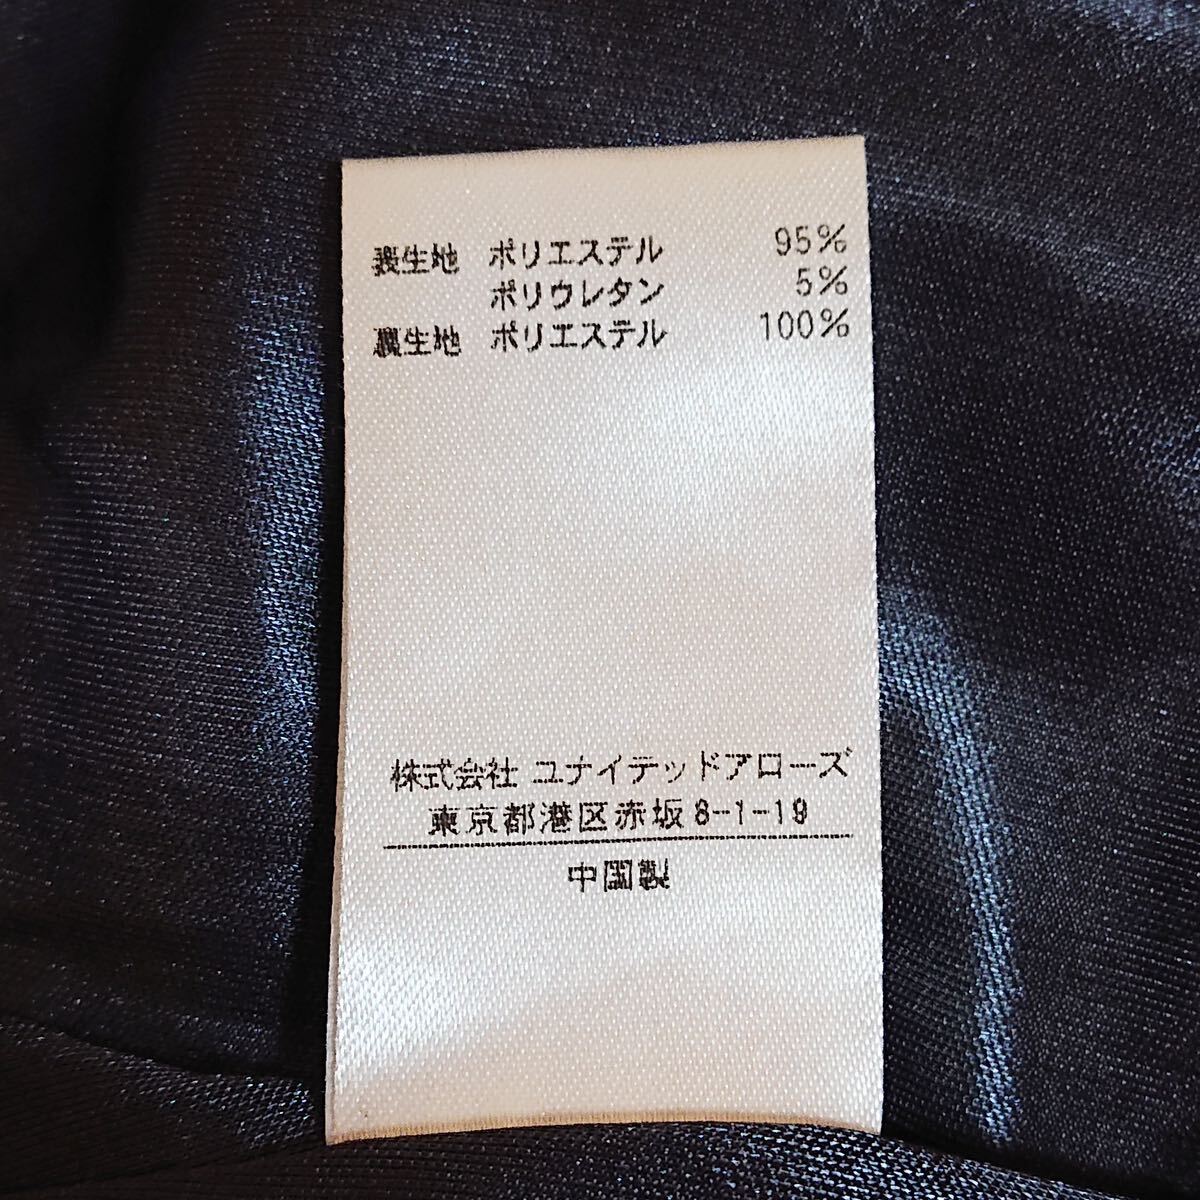 表生地 ポリエステル 95%
ポリウレタン 5%
裏生地 ポリエステル 100%
株式会社 ユナイテッドアローズ
東京都港区赤坂8-1-19
中国製